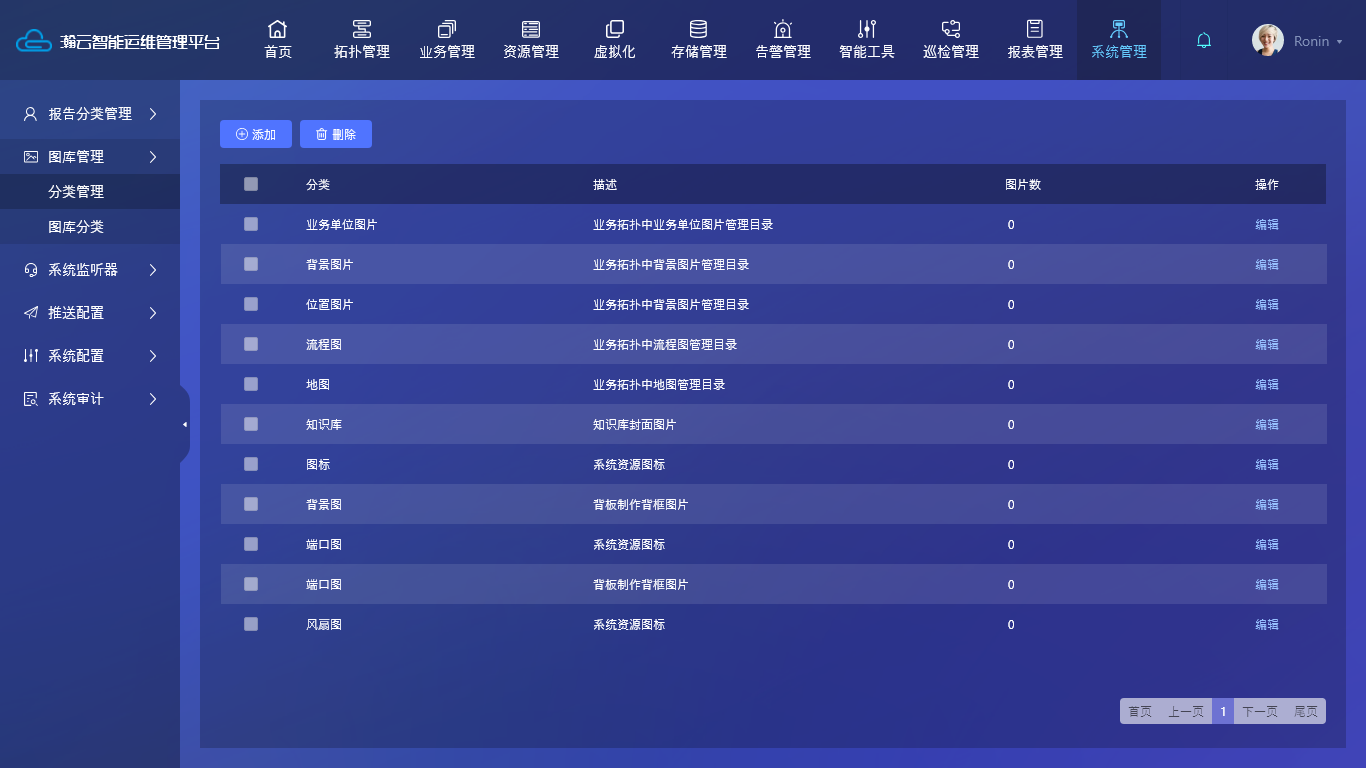 瀚云智能运维管理平台
首页 拓扑管理 业务管理 资源管理 虚拟化 存储管理 告警管理 智能工具 巡检管理 报表管理 系统管理 Ronin
报告分类管理
图库管理
分类管理
图库分类
系统监听器
推送配置
系统配置
系统审计
添加 刪除
分类 描述 图片数 操作
业务单位图片 业务拓扑中业务单位图片管理目录 0 编辑
背景图片 业务拓扑中背景图片管理目录 0 编辑
位置图片 业务拓扑中背景图片管理目录 0 编辑
流程图 业务拓扑中流程图管理目录 0 编辑
地图 业务拓扑中地图管理目录 0 编辑
知识库 知识库封面图片 0 编辑
图标 系统资源图标 0 编辑
背景图 背板制作背框图片 0 编辑
端口图 系统资源图标 0 编辑
端口图 背板制作背框图片 0 编辑
风扇图 系统资源图标 0 编辑
首页 上一页 1 下一页 尾页